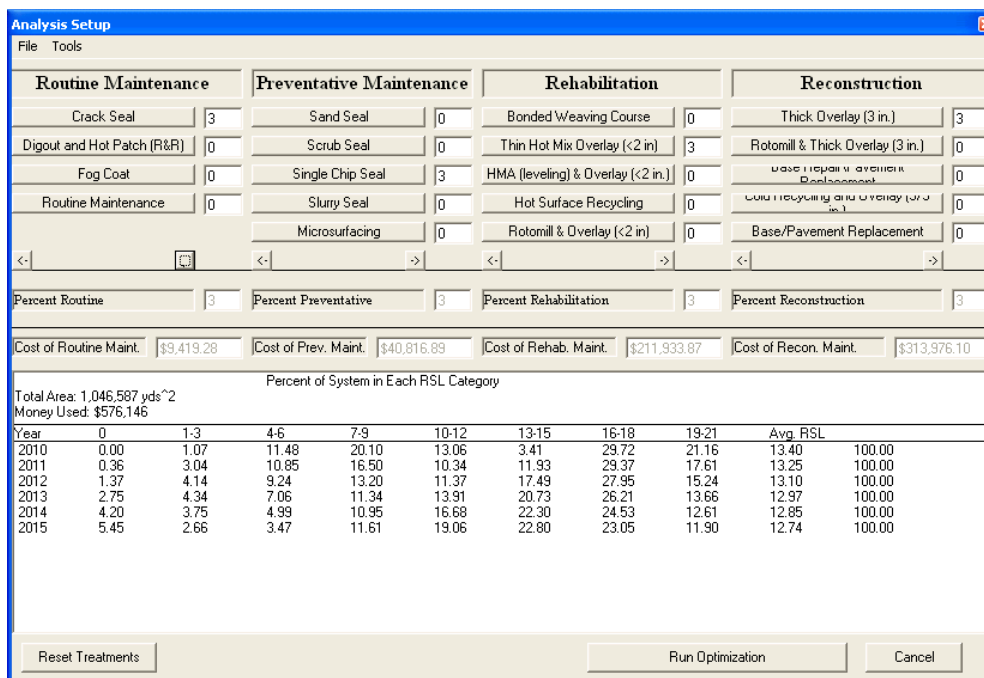 Analysis Setup
File Tools
Routine Maintenance Preventative Maintenance Rehabilitation Reconstruction
Crack Seal 3 Sand Seal 0 Bonded Weaving Course 0 Thick Overlay (3 in.) 3
Digout and Hot Patch (R&R) 0 Scrub Seal 0 Thin Hot Mix Overlay (<2 in) 3 Rotomill & Thick Overlay (3 in.) 0
Fog Coat 0 Single Chip Seal 3 HMA (leveling) & Overlay (<2 in.) 0 Base Repair/Pavement Replacement 0
Routine Maintenance 0 Slurry Seal 0 Hot Surface Recycling 0 Cold Recycling and Overlay 0
Microsurfacing 0 Rotomill & Overlay (<2 in) 0 Base/Pavement Replacement 0
<- <- -> <- -> <- ->
Percent Routine 3 Percent Preventative 3 Percent Rehabilitation 3 Percent Reconstruction 3
Cost of Routine Maint. $9,419.28 Cost of Prev. Maint. $40,816.89 Cost of Rehab. Maint. $211,933.87 Cost of Recon. Maint. $313,976.10
Percent of System in Each RSL Category
Total Area: 1,046,587 yds^2
Money Used: $576,146
Year 0 1-3 4-6 7-9 10-12 13-15 16-18 19-21 Avg. RSL
2010 0.00 1.07 11.48 20.10 13.06 3.41 29.72 21.16 13.40 100.00
2011 0.36 3.04 10.85 16.50 10.34 11.93 29.37 17.61 13.25 100.00
2012 1.37 4.14 9.24 13.20 11.37 17.49 27.95 15.24 13.10 100.00
2013 2.75 4.34 7.06 11.34 13.91 20.73 26.21 13.66 12.97 100.00
2014 4.20 3.75 4.99 10.95 16.68 22.30 24.53 12.61 12.85 100.00
2015 5.45 2.66 3.47 11.61 19.06 22.80 23.05 11.90 12.74 100.00
Reset Treatments Run Optimization Cancel